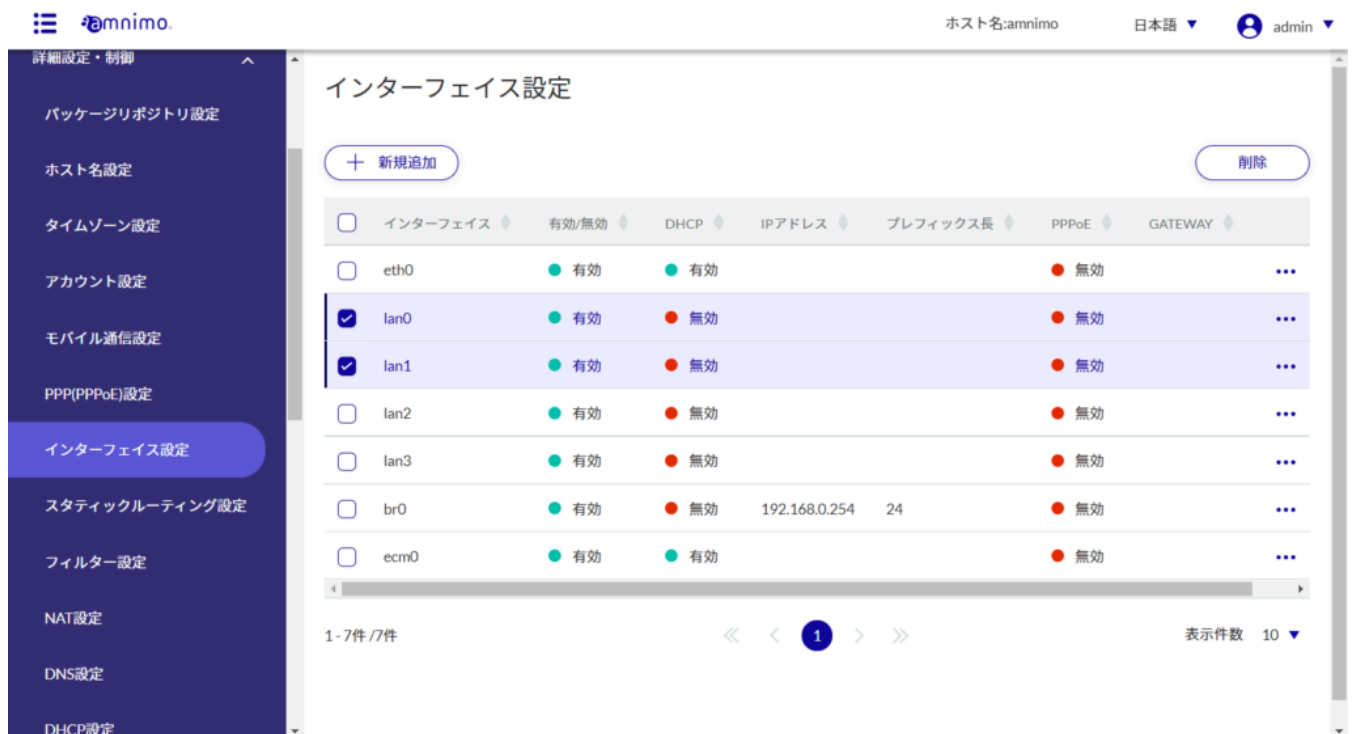 amnimo.
ホスト名:amnimo 日本語 ▼ admin ▼
詳細設定・制御
パッケージリポジトリ設定
ホスト名設定
タイムゾーン設定
アカウント設定
モバイル通信設定
PPP(PPPoE)設定
インターフェイス設定
スタティックルーティング設定
フィルター設定
NAT設定
DNS設定
DHCP設定
インターフェイス設定
＋ 新規追加 削除
インターフェイス 有効/無効 DHCP IPアドレス プレフィックス長 PPPoE GATEWAY
eth0 有効 有効 無効 •••
lan0 有効 無効 無効 •••
lan1 有効 無効 無効 •••
lan2 有効 無効 無効 •••
lan3 有効 無効 無効 •••
br0 有効 無効 192.168.0.254 24 無効 •••
ecm0 有効 有効 無効 •••
1 - 7件 /7件 1 表示件数 10 ▼